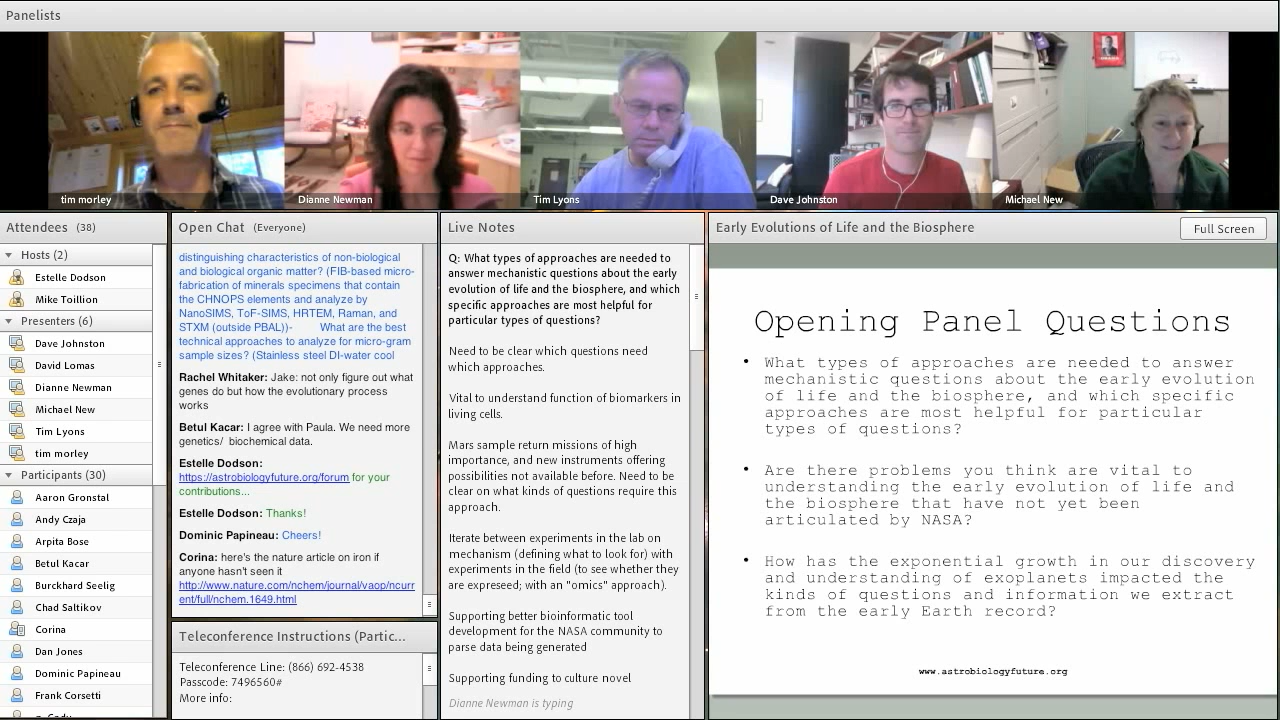 Panelists
tim morley
Dianne Newman
Tim Lyons
Dave Johnston
Michael New
Attendees (38)
Hosts (2)
Estelle Dodson
Mike Toillion
Presenters (6)
Dave Johnston
David Lomas
Dianne Newman
Michael New
Tim Lyons
tim morley
Participants (30)
Aaron Gronstal
Andy Czaja
Arpita Bose
Betul Kacar
Burckhard Seelig
Chad Saltikov
Corina
Dan Jones
Dominic Papineau
Frank Corsetti
Open Chat (Everyone)
distinguishing characteristics of non-biological
and biological organic matter? (FIB-based micro-
fabrication of minerals specimens that contain
the CHNOPS elements and analyze by
NanoSIMS, ToF-SIMS, HRTEM, Raman, and
STXM (outside PBAL))- What are the best
technical approaches to analyze for micro-gram
sample sizes? (Stainless steel DI-water cool
Rachel Whitaker: Jake: not only figure out what
genes do but how the evolutionary process
works
Betul Kacar: I agree with Paula. We need more
genetics/ biochemical data.
Estelle Dodson:
https://astrobiologyfuture.org/forum for your
contributions...
Estelle Dodson: Thanks!
Dominic Papineau: Cheers!
Corina: here's the nature article on iron if
anyone hasn't seen it
http://www.nature.com/nchem/journal/vaop/ncurr
ent/full/nchem.1649.html
Teleconference Instructions (Partic...
Teleconference Line: (866) 692-4538
Passcode: 7496560#
More info:
Live Notes
Q: What types of approaches are needed to
answer mechanistic questions about the early
evolution of life and the biosphere, and which
specific approaches are most helpful for
particular types of questions?
Need to be clear which questions need
which approaches.
Vital to understand function of biomarkers in
living cells.
Mars sample return missions of high
importance, and new instruments offering
possibilities not available before. Need to be
clear on what kinds of questions require this
approach.
Iterate between experiments in the lab on
mechanism (defining what to look for) with
experiments in the field (to see whether they
are expreseed; with an "omics" approach).
Supporting better bioinformatic tool
development for the NASA community to
parse data being generated
Supporting funding to culture novel
Dianne Newman is typing
Early Evolutions of Life and the Biosphere
Full Screen
Opening Panel Questions
• What types of approaches are needed to answer
mechanistic questions about the early evolution
of life and the biosphere, and which specific
approaches are most helpful for particular
types of questions?
• Are there problems you think are vital to
understanding the early evolution of life and
the biosphere that have not yet been
articulated by NASA?
• How has the exponential growth in our discovery
and understanding of exoplanets impacted the
kinds of questions and information we extract
from the early Earth record?
www.astrobiologyfuture.org